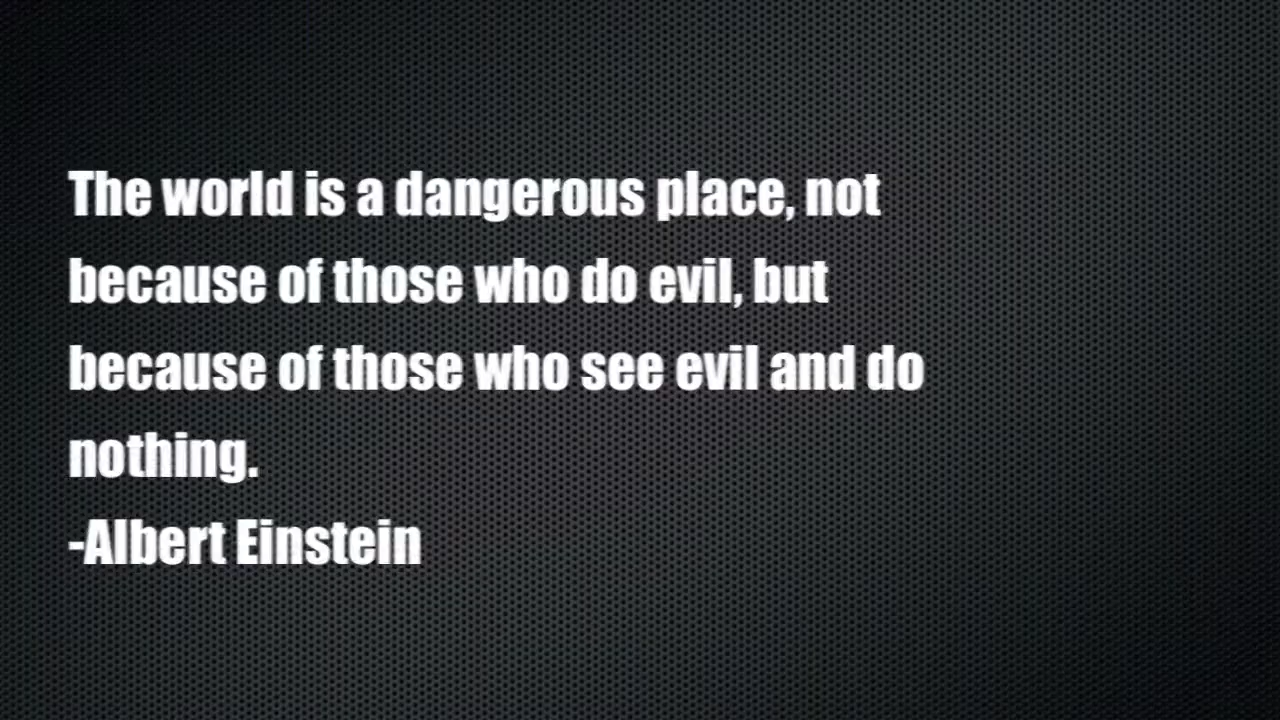 The world is a dangerous place, not
because of those who do evil, but
because of those who see evil and do
nothing.
-Albert Einstein